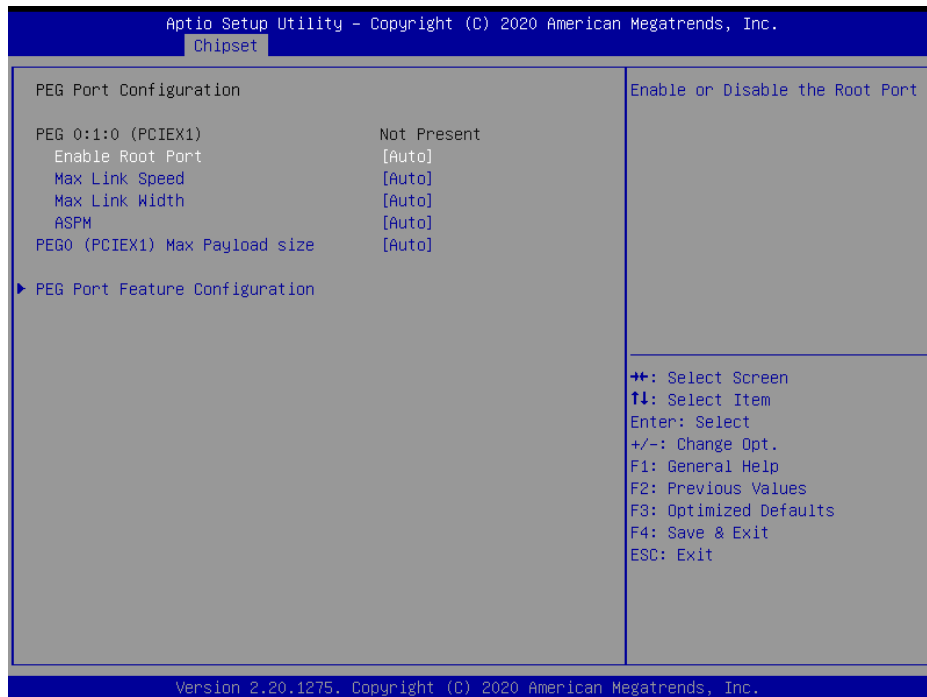 Aptio Setup Utility – Copyright (C) 2020 American Megatrends, Inc.
Chipset
PEG Port Configuration
PEG 0:1:0 (PCIEX1) Not Present
Enable Root Port [Auto]
Max Link Speed [Auto]
Max Link Width [Auto]
ASPM [Auto]
PEG0 (PCIEX1) Max Payload size [Auto]
▶ PEG Port Feature Configuration
Enable or Disable the Root Port
→←: Select Screen
↑↓: Select Item
Enter: Select
+/-: Change Opt.
F1: General Help
F2: Previous Values
F3: Optimized Defaults
F4: Save & Exit
ESC: Exit
Version 2.20.1275. Copyright (C) 2020 American Megatrends, Inc.